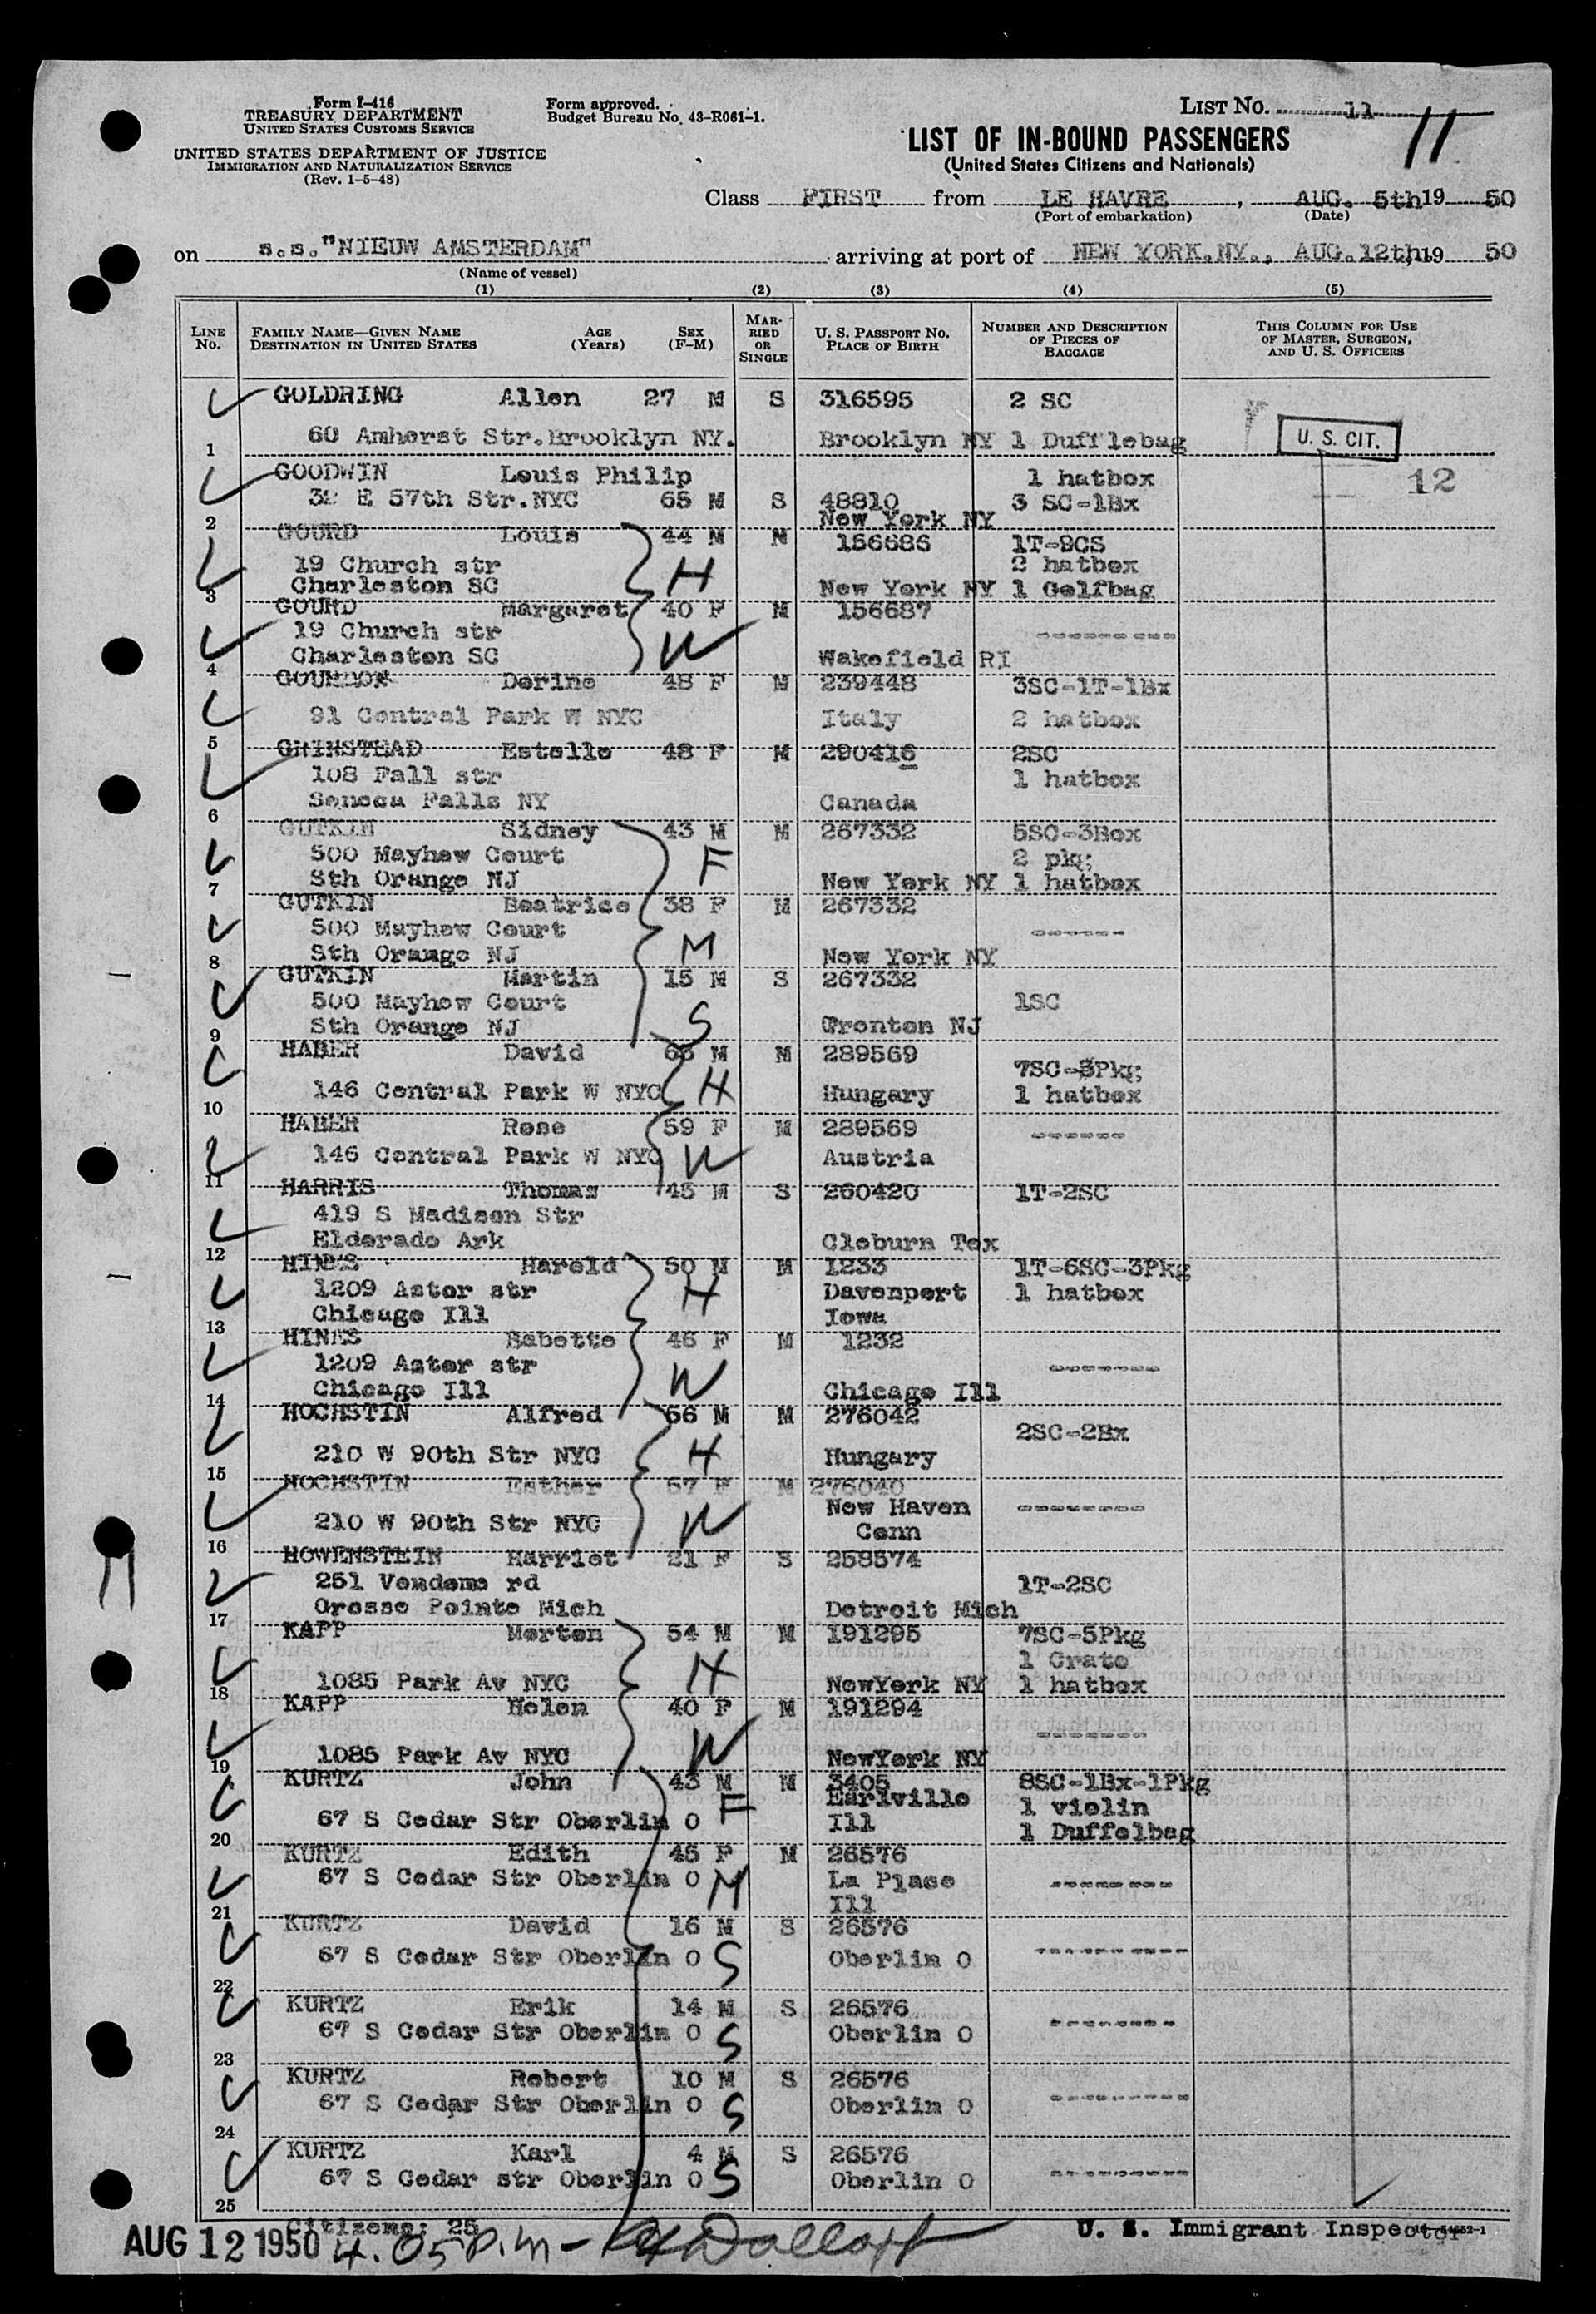 Form I-416
TREASURY DEPARTMENT
UNITED STATES CUSTOMS SERVICE
UNITED STATES DEPARTMENT OF JUSTICE
IMMIGRATION AND NATURALIZATION SERVICE
(Rev. 1-5-48)
Form approved.
Budget Bureau No. 43-R061-1.
LIST NO. 11
11
LIST OF IN-BOUND PASSENGERS
(United States Citizens and Nationals)
Class FIRST from LE HAVRE, AUG. 5th 19 50
(Port of embarkation) (Date)
on s.s."NIEUW AMSTERDAM" arriving at port of NEW YORK.NY., AUG.12th, 19 50
(Name of vessel)
(1) (2) (3) (4) (5)
LINE NO. FAMILY NAME—GIVEN NAME DESTINATION IN UNITED STATES AGE (Years) SEX (F-M) MARRIED OR SINGLE U. S. PASSPORT NO. PLACE OF BIRTH NUMBER AND DESCRIPTION OF PIECES OF BAGGAGE THIS COLUMN FOR USE OF MASTER, SURGEON, AND U. S. OFFICERS
GOLDRING Allen 27 M S 316595 2 SC
1 60 Amherst Str.Brooklyn NY. Brooklyn NY 1 Dufflebag U. S. CIT.
GOODWIN Louis Philip 1 hatbox 12
32 E 57th Str.NYC 65 M S 48810 3 SC-1Bx
2 New York NY
GOURD Louis 44 M M 156686 1T-9CS
19 Church str H 2 hatbox
3 Charleston SC New York NY 1 Golfbag
GOURD Margaret 40 F M 156687
19 Church str W --------
4 Charleston SC Wakefield RI
Dorine 48 F M 239448 3SC-1T-1Bx
91 Central Park W NYC Italy 2 hatbox
5
GRINSTEAD Estelle 48 F M 290416 2SC
108 Fall str 1 hatbox
6 Seneca Falls NY Canada
GUTKIN Sidney 43 M M 267332 5SC-3Box
500 Mayhew Court F 2 pkg;
7 Sth Orange NJ New York NY 1 hatbox
GUTKIN Beatrice 38 F M 267332
500 Mayhew Court M ------
8 Sth Orange NJ New York NY
GUTKIN Martin 15 M S 267332
500 Mayhew Court S 1SC
9 Sth Orange NJ Trenton NJ
HABER David M M 289569
7SC-3Pkg;
10 146 Central Park W NYC H Hungary 1 hatbox
HABER Rose 59 F M 289569 ------
11 146 Central Park W NYC W Austria
HARRIS Thomas 45 M S 260420 1T-2SC
419 S Madison Str
12 Eldorado Ark Cleburn Tex
HINES Harold 50 M M 1233 1T-6SC-3Pkg
1209 Astor str H Davenport 1 hatbox
13 Chicago Ill Iowa
HINES Babette 46 F M 1232
1209 Astor str W -------
14 Chicago Ill Chicago Ill
HOCHSTIN Alfred 56 M M 276042
2SC-2Bx
15 210 W 90th Str NYC H Hungary
HOCHSTIN Esther 57 F M 276040
New Haven --------
16 210 W 90th Str NYC W Conn
HOWENSTEIN Harriet 21 F S 258574
251 Vendome rd 1T-2SC
17 Grosse Pointe Mich Detroit Mich
KAPP Morton 54 M M 191295 7SC-5Pkg
1 Crate
18 1085 Park Av NYC H NewYork NY 1 hatbox
KAPP Helen 40 F M 191294
-------
19 1085 Park Av NYC W NewYork NY
KURTZ John 43 M M 3405 8SC-1Bx-1Pkg
Earlville 1 violin
67 S Cedar Str Oberlin O F Ill 1 Duffelbag
20
KURTZ Edith 45 F M 26576
67 S Cedar Str Oberlin O M La Place -------
21 Ill
KURTZ David 16 M S 26576
67 S Cedar Str Oberlin O S Oberlin O ---------
22
KURTZ Erik 14 M S 26576
67 S Cedar Str Oberlin O S Oberlin O -------
23
KURTZ Robert 10 M S 26576
67 S Cedar Str Oberlin O S Oberlin O --------
24
KURTZ Karl 4 M S 26576
67 S Cedar str Oberlin O S Oberlin O --------
25
Citizens: 25
AUG 12 1950 4.05 P.M- U. S. Immigrant Inspector
11